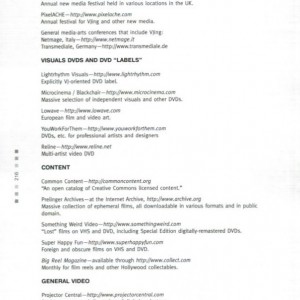 Annual new media festival held in various locations in the UK.
PixelACHE—http://www.pixelache.com
Annual festival for VJing and other new media.
General media-arts conferences that include VJing:
Netmage, Italy—http://www.netmage.it
Transmediale, Germany—http://www.transmediale.de
VISUALS DVDS AND DVD "LABELS"
Lightrhythm Visuals—http://www.lightrhythm.com
Explicitly VJ-oriented DVD label.
Microcinema / Blackchair—http://www.microcinema.com
Massive selection of independent visuals and other DVDs.
Lowave—http://www.lowave.com
European film and video art.
YouWorkForThem—http://www.youworkforthem.com
DVDs, etc. for professional artists and designers
Reline—http://www.reline.net
Multi-artist video DVD
CONTENT
Common Content—http://commoncontent.org
"An open catalog of Creative Commons licensed content."
Prelinger Archives—at the Internet Archive, http://www.archive.org
Massive collection of ephemeral films, all downloadable in various formats and in public
domain.
Something Weird Video—http://www.somethingweird.com
"Lost" films on VHS and DVD, including Special Edition digitally-remastered DVDs.
Super Happy Fun—http://www.superhappyfun.com
Foreign and obscure films on VHS and DVD.
Big Reel Magazine—available through http://www.collect.com
Monthly for film reels and other Hollywood collectables.
GENERAL VIDEO
Projector Central—http://www.projectorcentral.com
216